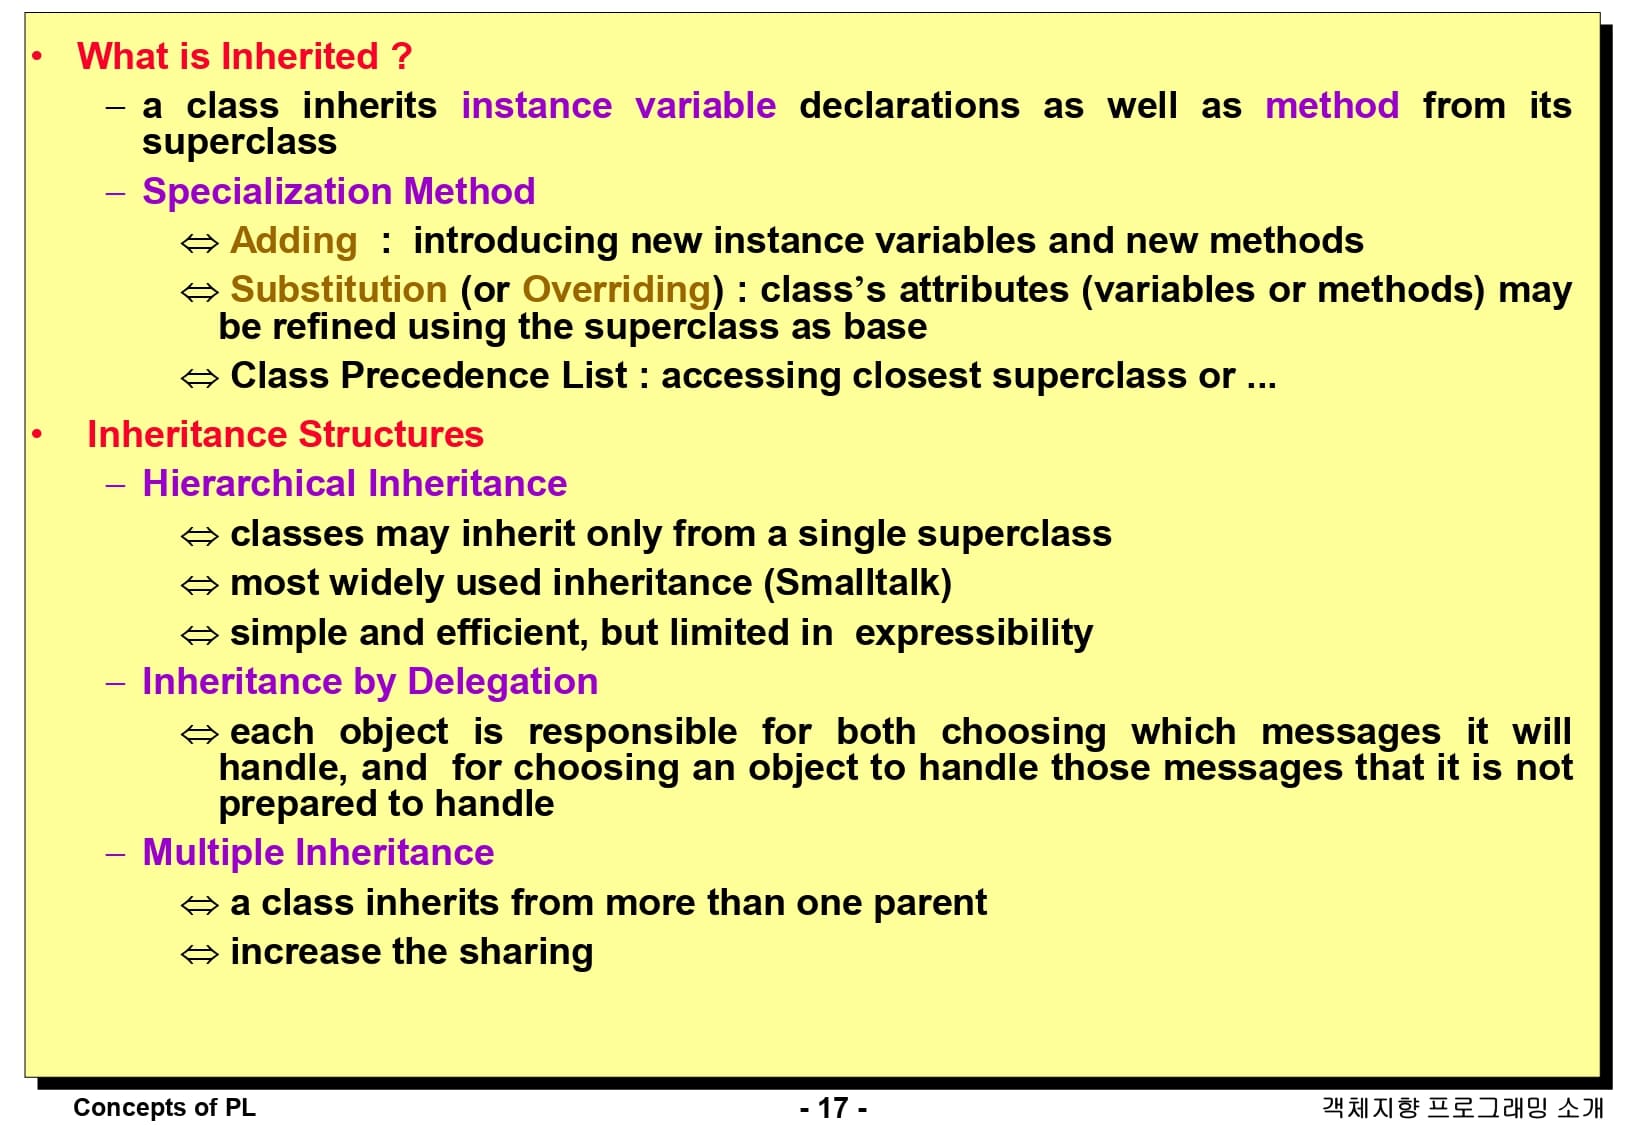 • What is Inherited ?
– a class inherits instance variable declarations as well as method from its
superclass
– Specialization Method
⇔ Adding : introducing new instance variables and new methods
⇔ Substitution (or Overriding) : class’s attributes (variables or methods) may
be refined using the superclass as base
⇔ Class Precedence List : accessing closest superclass or ...
• Inheritance Structures
– Hierarchical Inheritance
⇔ classes may inherit only from a single superclass
⇔ most widely used inheritance (Smalltalk)
⇔ simple and efficient, but limited in expressibility
– Inheritance by Delegation
⇔ each object is responsible for both choosing which messages it will
handle, and for choosing an object to handle those messages that it is not
prepared to handle
– Multiple Inheritance
⇔ a class inherits from more than one parent
⇔ increase the sharing
Concepts of PL - 17 - 객체지향 프로그래밍 소개